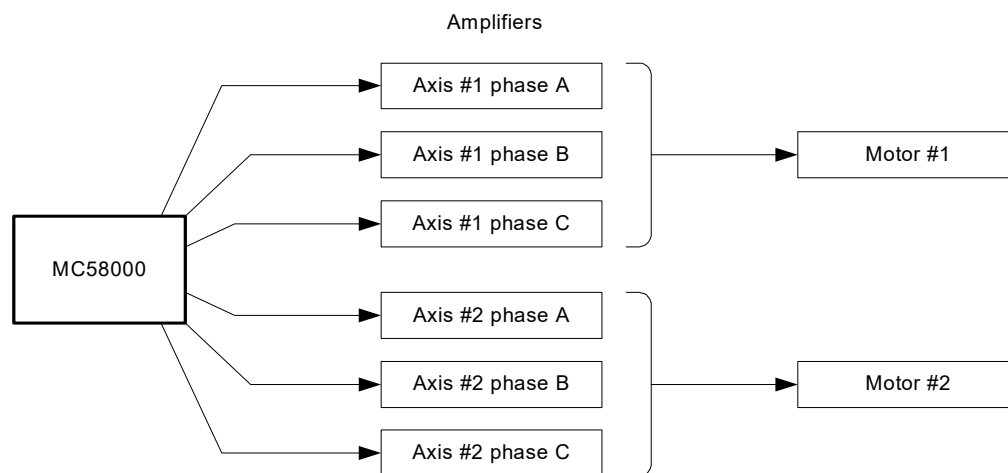 Amplifiers
Axis #1 phase A
Axis #1 phase B
Motor #1
Axis #1 phase C
MC58000
Axis #2 phase A
Axis #2 phase B
Motor #2
Axis #2 phase C